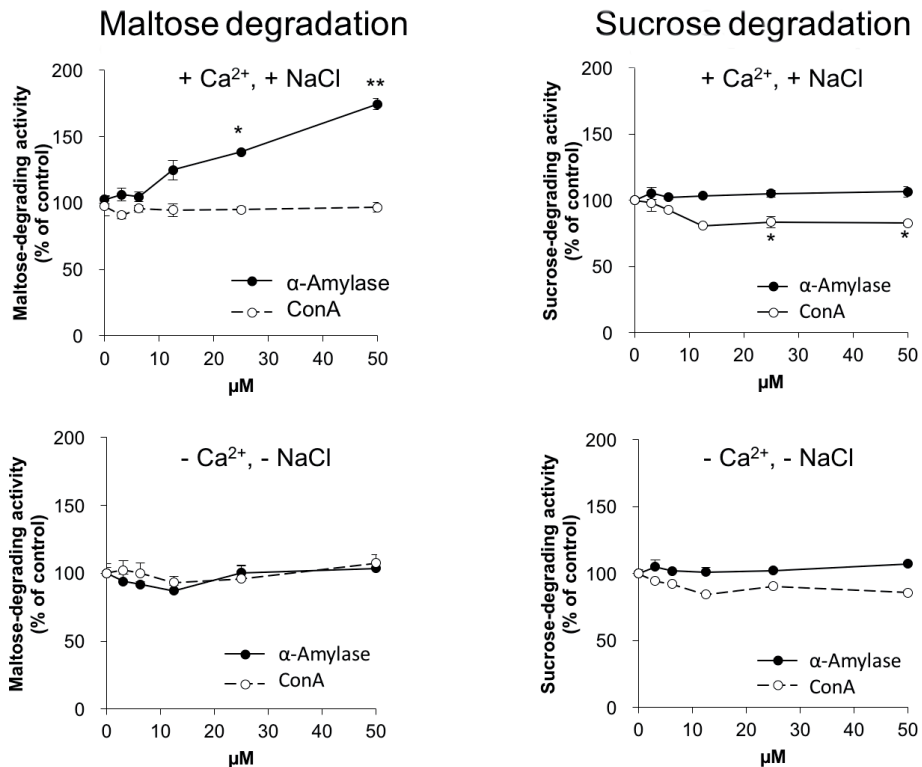 Maltose degradation
Maltose-degrading activity
(% of control)
200
150
100
50
0
+ Ca²⁺, + NaCl
*
**
α-Amylase
ConA
0 10 20 30 40 50
µM
Sucrose degradation
Sucrose-degrading activity
(% of control)
200
150
100
50
0
+ Ca²⁺, + NaCl
*
*
α-Amylase
ConA
0 10 20 30 40 50
µM
Maltose-degrading activity
(% of control)
200
150
100
50
0
- Ca²⁺, - NaCl
α-Amylase
ConA
0 10 20 30 40 50
µM
Sucrose-degrading activity
(% of control)
200
150
100
50
0
- Ca²⁺, - NaCl
α-Amylase
ConA
0 10 20 30 40 50
µM